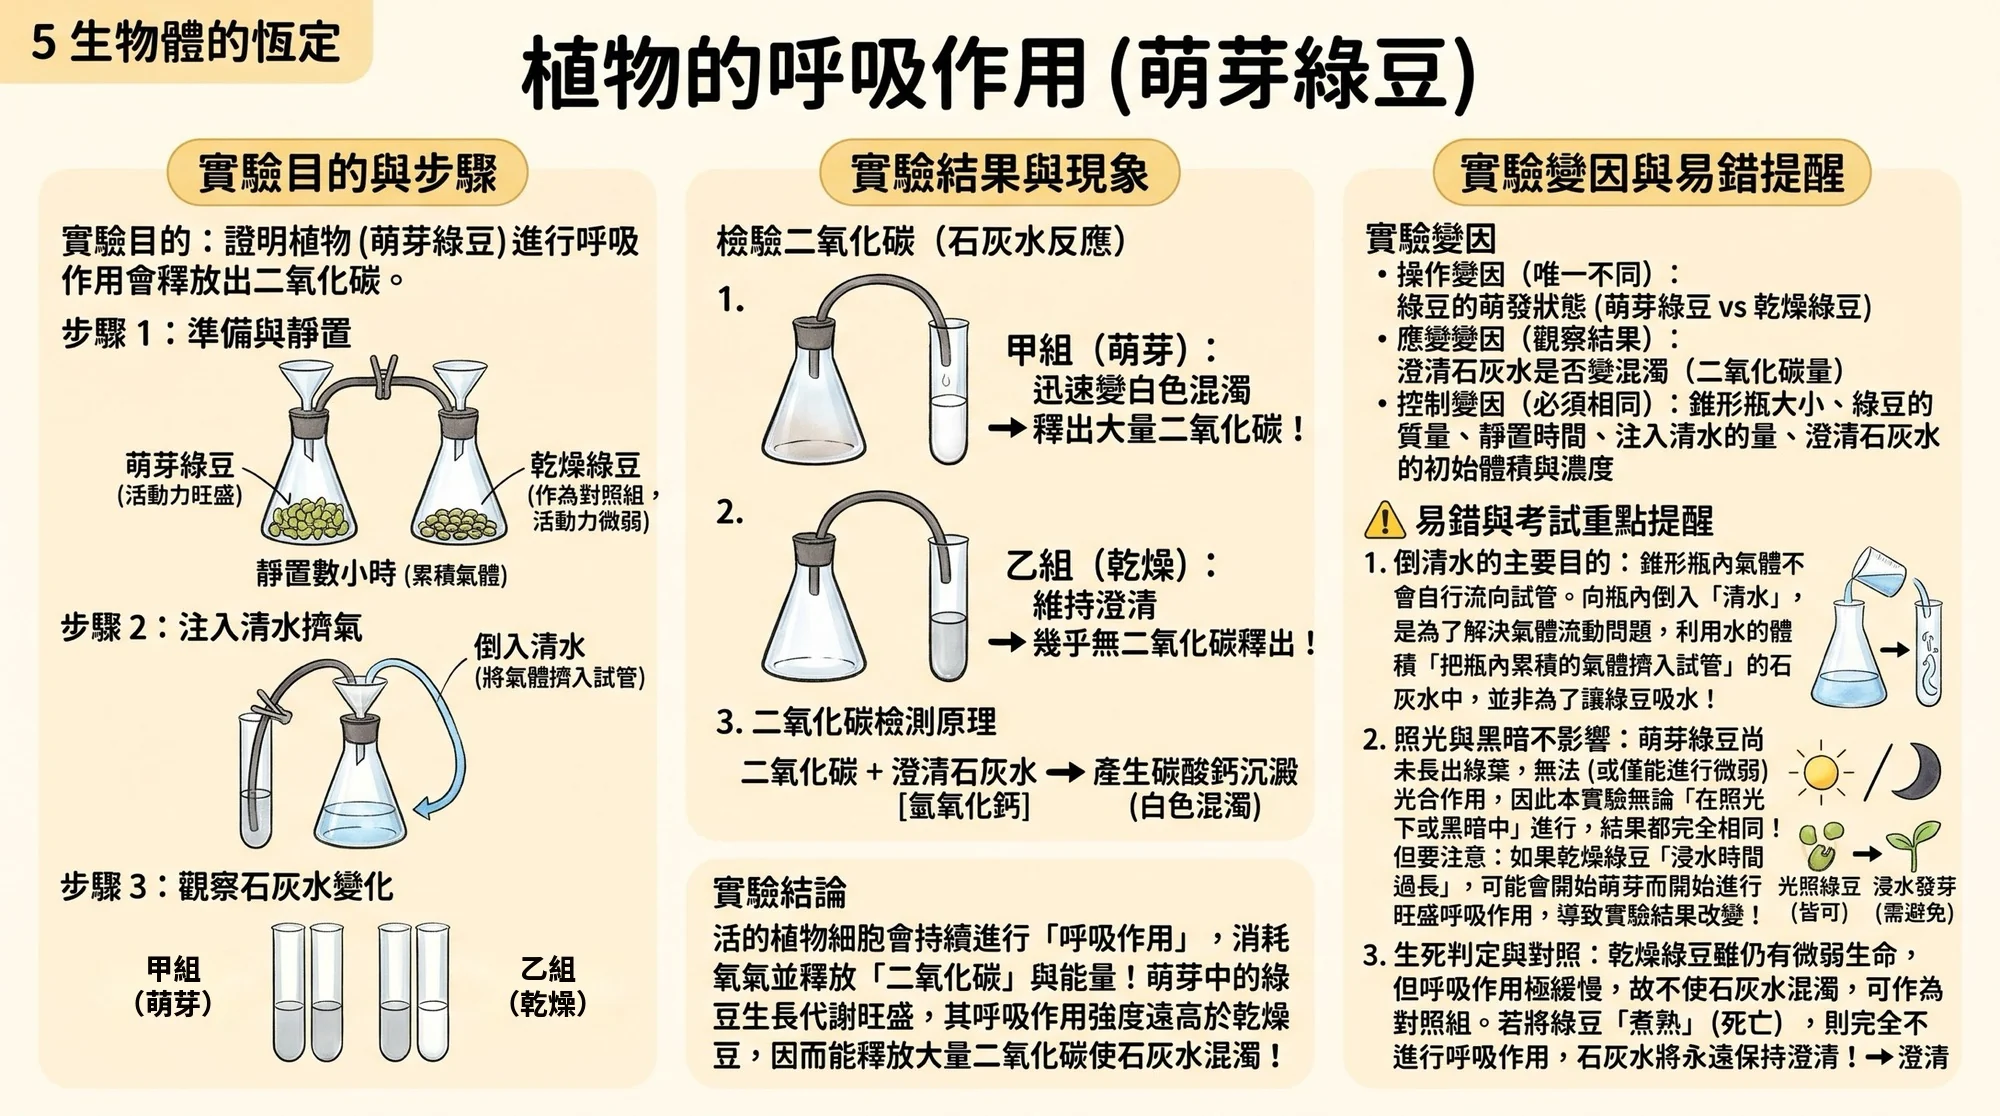 5 生物體的恆定
植物的呼吸作用 (萌芽綠豆)
實驗目的與步驟
實驗目的：證明植物 (萌芽綠豆) 進行呼吸
作用會釋放出二氧化碳。
步驟 1：準備與靜置
萌芽綠豆
(活動力旺盛)
乾燥綠豆
(作為對照組，
活動力微弱)
靜置數小時 (累積氣體)
步驟 2：注入清水擠氣
倒入清水
(將氣體擠入試管)
步驟 3：觀察石灰水變化
甲組
（萌芽）
乙組
（乾燥）
實驗結果與現象
檢驗二氧化碳（石灰水反應）
1.
甲組（萌芽）：
迅速變白色混濁
→ 釋出大量二氧化碳！
2.
乙組（乾燥）：
維持澄清
→ 幾乎無二氧化碳釋出！
3. 二氧化碳檢測原理
二氧化碳 + 澄清石灰水 → 產生碳酸鈣沉澱
[氫氧化鈣]
(白色混濁)
實驗結論
活的植物細胞會持續進行「呼吸作用」，消耗
氧氣並釋放「二氧化碳」與能量！萌芽中的綠
豆生長代謝旺盛，其呼吸作用強度遠高於乾燥
豆，因而能釋放大量二氧化碳使石灰水混濁！
實驗變因與易錯提醒
實驗變因
・操作變因（唯一不同）：
綠豆的萌發狀態 (萌芽綠豆 vs 乾燥綠豆)
・應變變因（觀察結果）：
澄清石灰水是否變混濁（二氧化碳量）
・控制變因（必須相同）：錐形瓶大小、綠豆的
質量、靜置時間、注入清水的量、澄清石灰水
的初始體積與濃度
易錯與考試重點提醒
1. 倒清水的主要目的：錐形瓶內氣體不
會自行流向試管。向瓶內倒入「清水」，
是為了解決氣體流動問題，利用水的體
積「把瓶內累積的氣體擠入試管」的石
灰水中，並非為了讓綠豆吸水！
2. 照光與黑暗不影響：萌芽綠豆尚
未長出綠葉，無法 (或僅能進行微弱)
光合作用，因此本實驗無論「在照光
下或黑暗中」進行，結果都完全相同！
但要注意：如果乾燥綠豆「浸水時間
過長」，可能會開始萌芽而開始進行
旺盛呼吸作用，導致實驗結果改變！
光照綠豆
(皆可)
浸水發芽
(需避免)
3. 生死判定與對照：乾燥綠豆雖仍有微弱生命，
但呼吸作用極緩慢，故不使石灰水混濁，可作為
對照組。若將綠豆「煮熟」(死亡) ，則完全不
進行呼吸作用，石灰水將永遠保持澄清！→ 澄清